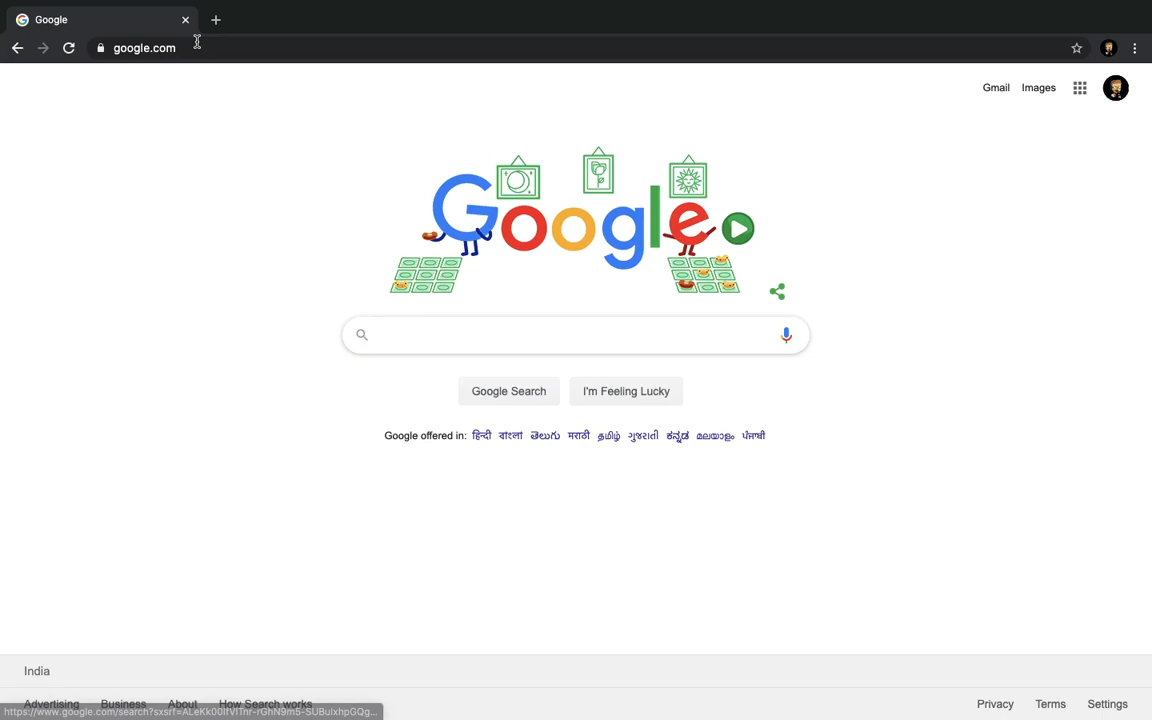 Google
google.com
Gmail Images
Google
Google Search
I'm Feeling Lucky
Google offered in: हिन्दी বাংলা తెలుగు मराठी தமிழ் ગુજરાતી ಕನ್ನಡ മലയാളം ਪੰਜਾਬੀ
India
Advertising Business About How Search works
Privacy Terms Settings